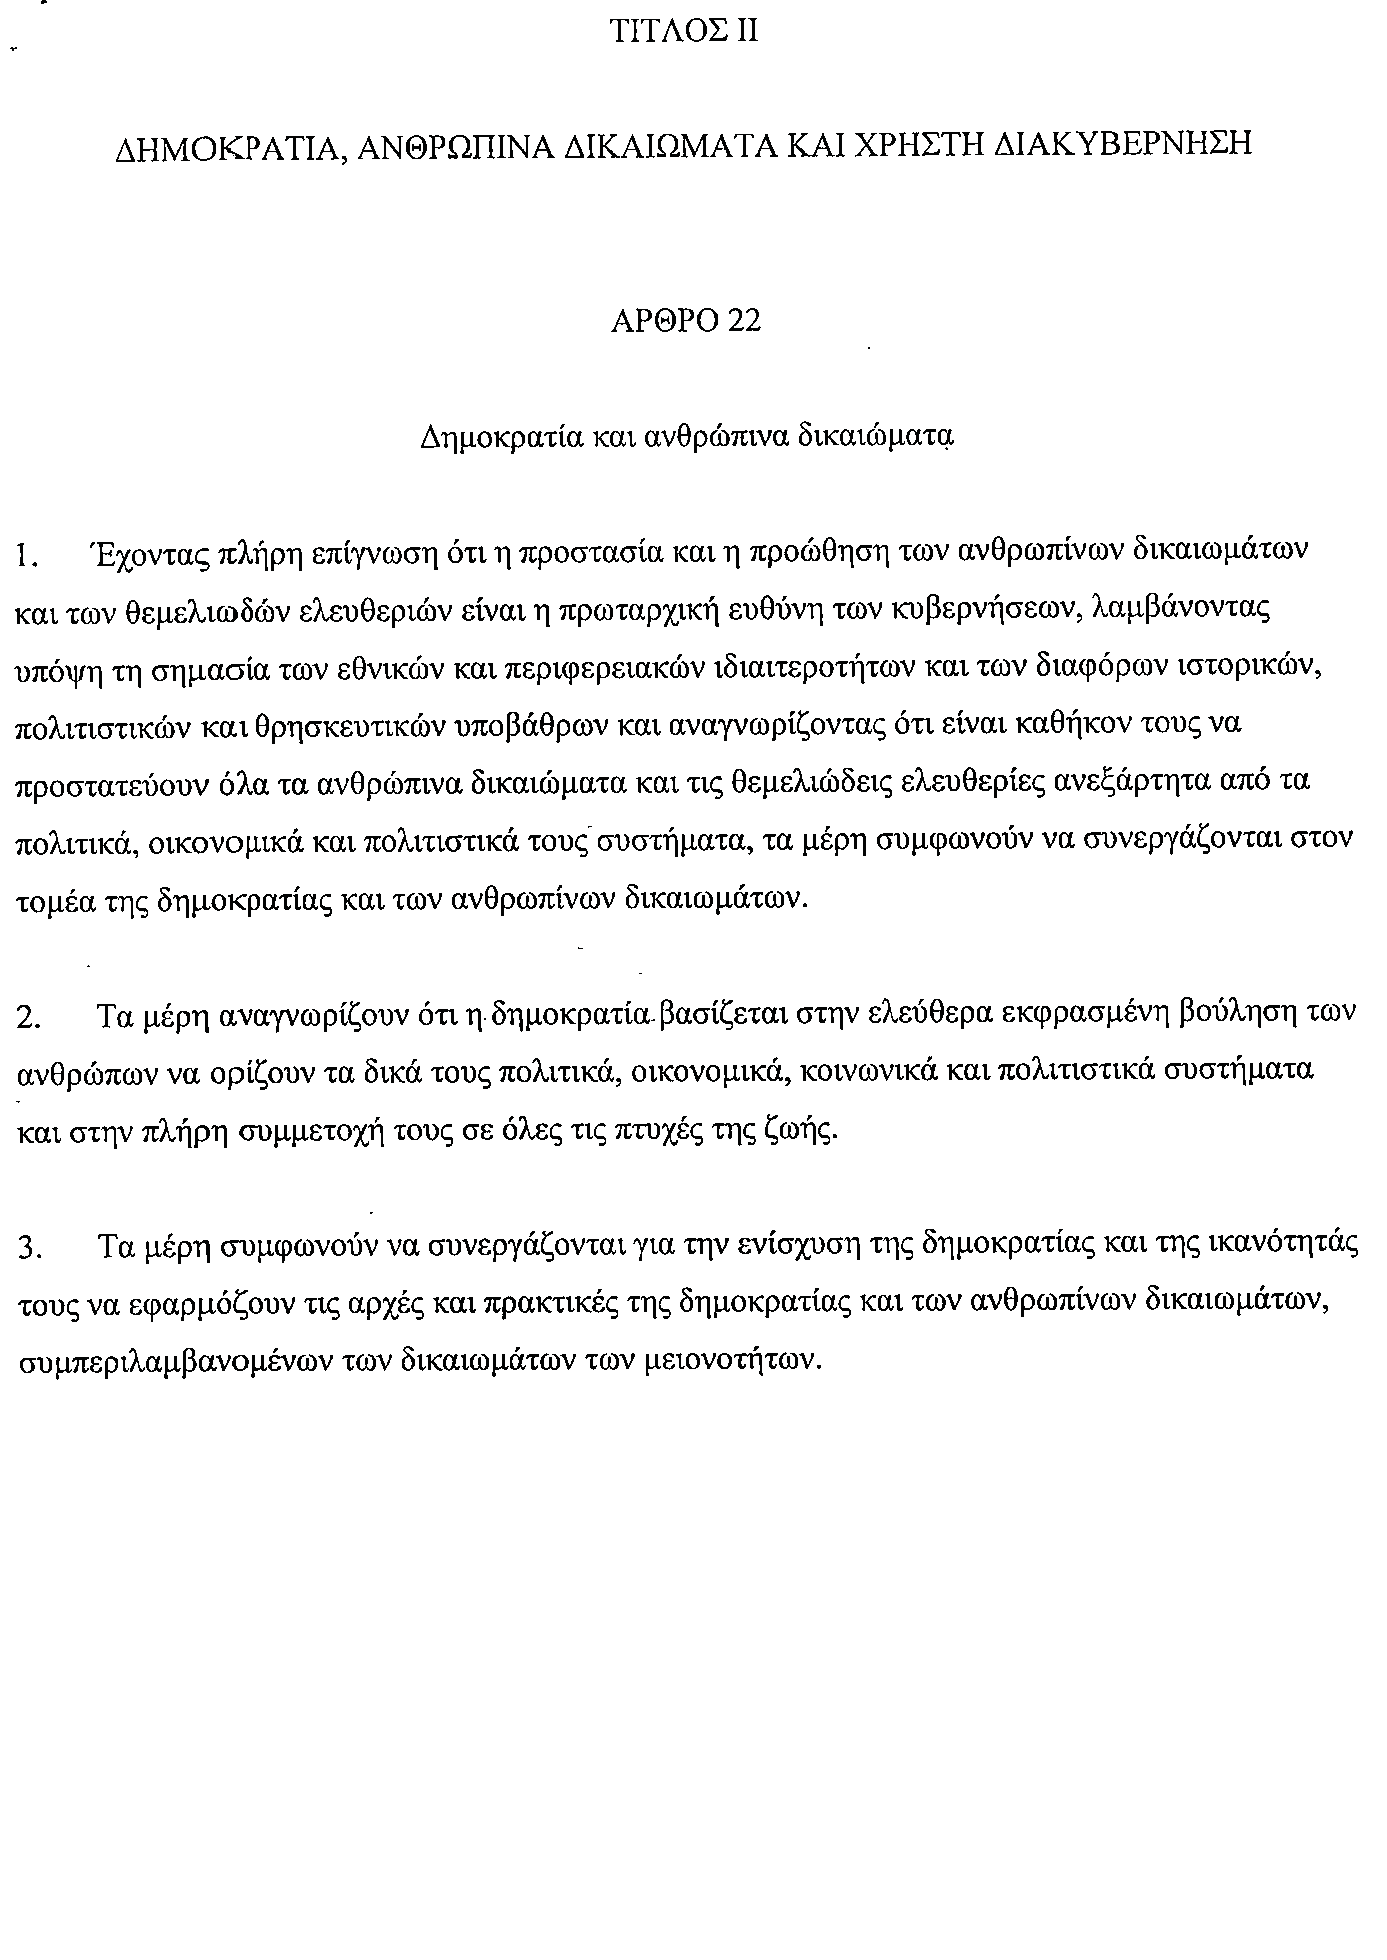 ΤΙΤΛΟΣ ΙΙ
ΔΗΜΟΚΡΑΤΙΑ, ΑΝΘΡΩΠΙΝΑ ΔΙΚΑΙΩΜΑΤΑ ΚΑΙ ΧΡΗΣΤΗ ΔΙΑΚΥΒΕΡΝΗΣΗ
ΑΡΘΡΟ 22
Δημοκρατία και ανθρώπινα δικαιώματα
1. Έχοντας πλήρη επίγνωση ότι η προστασία και η προώθηση των ανθρωπίνων δικαιωμάτων
και των θεμελιωδών ελευθεριών είναι η πρωταρχική ευθύνη των κυβερνήσεων, λαμβάνοντας
υπόψη τη σημασία των εθνικών και περιφερειακών ιδιαιτεροτήτων και των διαφόρων ιστορικών,
πολιτιστικών και θρησκευτικών υποβάθρων και αναγνωρίζοντας ότι είναι καθήκον τους να
προστατεύουν όλα τα ανθρώπινα δικαιώματα και τις θεμελιώδεις ελευθερίες ανεξάρτητα από τα
πολιτικά, οικονομικά και πολιτιστικά τους συστήματα, τα μέρη συμφωνούν να συνεργάζονται στον
τομέα της δημοκρατίας και των ανθρωπίνων δικαιωμάτων.
2. Τα μέρη αναγνωρίζουν ότι η δημοκρατία βασίζεται στην ελεύθερα εκφρασμένη βούληση των
ανθρώπων να ορίζουν τα δικά τους πολιτικά, οικονομικά, κοινωνικά και πολιτιστικά συστήματα
και στην πλήρη συμμετοχή τους σε όλες τις πτυχές της ζωής.
3. Τα μέρη συμφωνούν να συνεργάζονται για την ενίσχυση της δημοκρατίας και της ικανότητάς
τους να εφαρμόζουν τις αρχές και πρακτικές της δημοκρατίας και των ανθρωπίνων δικαιωμάτων,
συμπεριλαμβανομένων των δικαιωμάτων των μειονοτήτων.